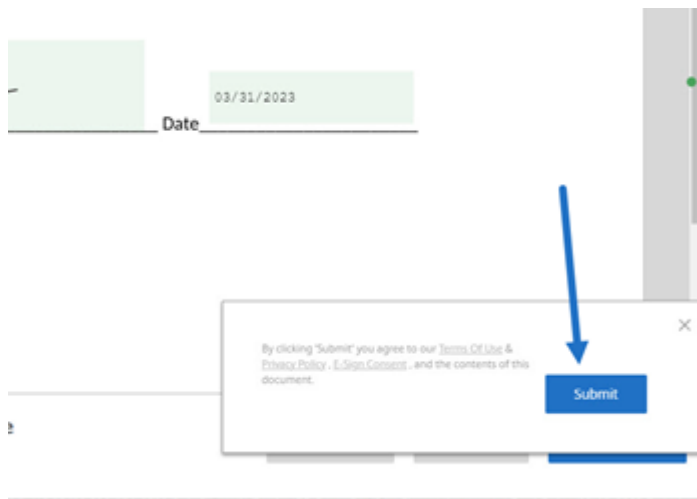 03/31/2023
Date
By clicking 'Submit' you agree to our Terms Of Use &
Privacy Policy , E-Sign Consent , and the contents of this
document.
Submit
e